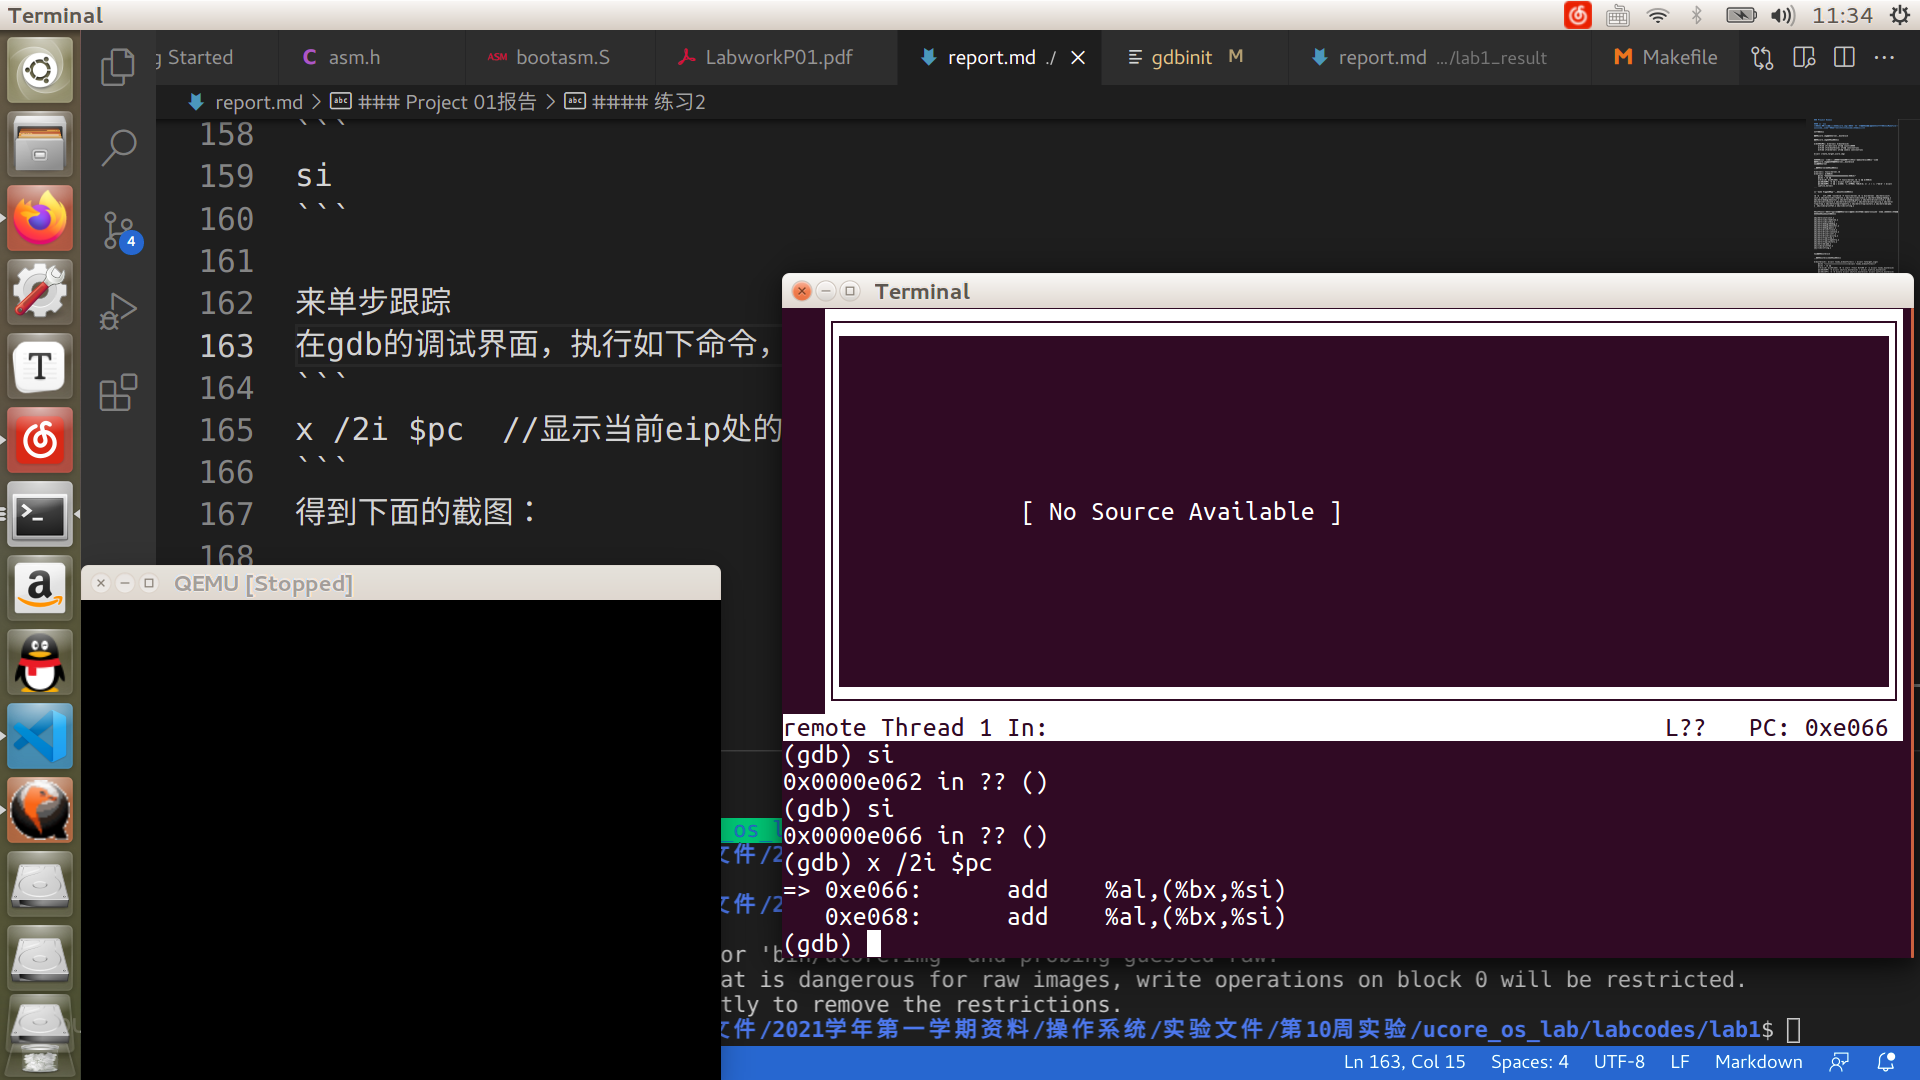 Terminal
11:34
g Started
C asm.h
ASM bootasm.S
LabworkP01.pdf
report.md ./
gdbinit M
report.md .../lab1_result
Makefile
report.md > ### Project 01报告 > #### 练习2
158 ```
159 si
160 ```
161
162 来单步跟踪
163 在gdb的调试界面，执行如下命令，
164 ```
165 x /2i $pc //显示当前eip处的
166 ```
167 得到下面的截图：
168
4
QEMU [Stopped]
Terminal
[ No Source Available ]
remote Thread 1 In: L?? PC: 0xe066
(gdb) si
0x0000e062 in ?? ()
(gdb) si
0x0000e066 in ?? ()
(gdb) x /2i $pc
=> 0xe066: add %al,(%bx,%si)
0xe068: add %al,(%bx,%si)
(gdb)
os l
文件/2
文件/2
or 'bin/ucore.img' and probing guessed raw.
at is dangerous for raw images, write operations on block 0 will be restricted.
tly to remove the restrictions.
文件/2021学年第一学期资料/操作系统/实验文件/第10周实验/ucore_os_lab/labcodes/lab1$
Ln 163, Col 15 Spaces: 4 UTF-8 LF Markdown